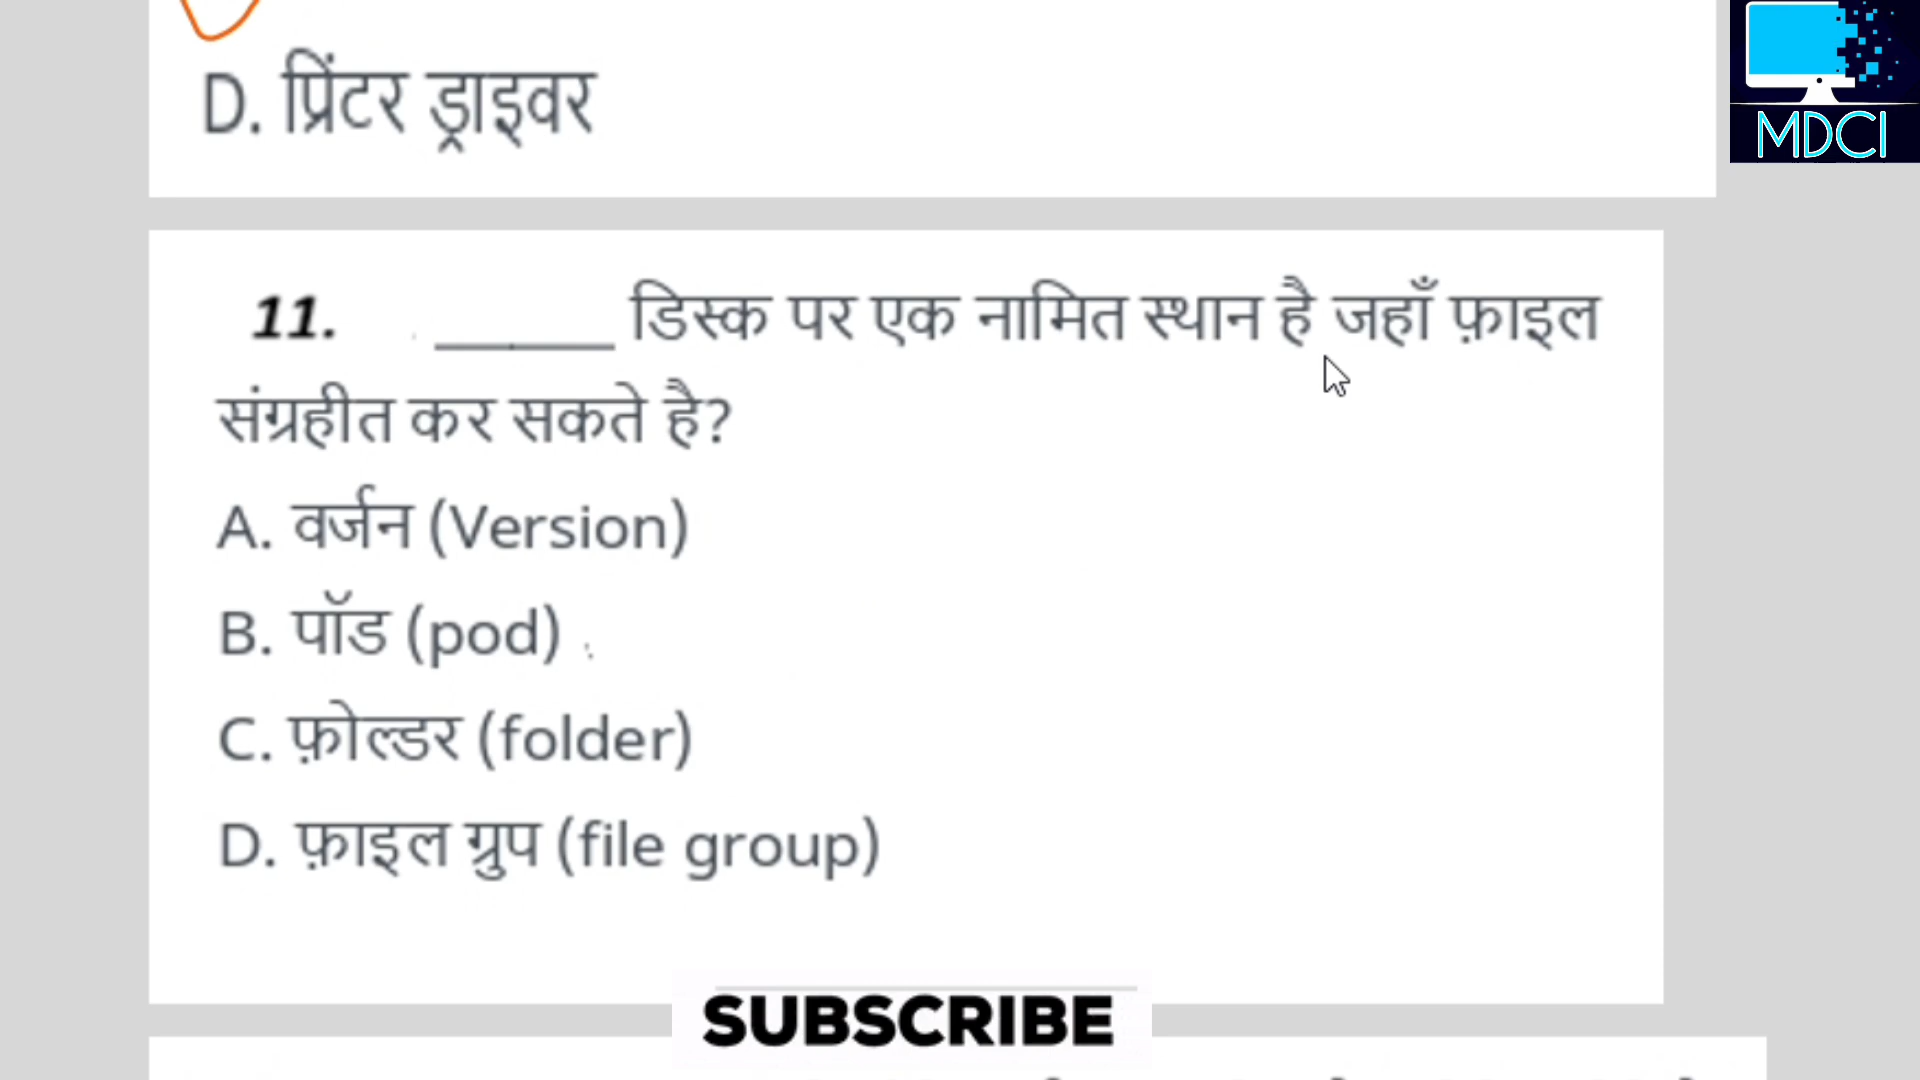 D. प्रिंटर ड्राइवर
MDCI
11. ______ डिस्क पर एक नामित स्थान है जहाँ फ़ाइल
संग्रहीत कर सकते है?
A. वर्जन (Version)
B. पॉड (pod)
C. फ़ोल्डर (folder)
D. फ़ाइल ग्रुप (file group)
SUBSCRIBE